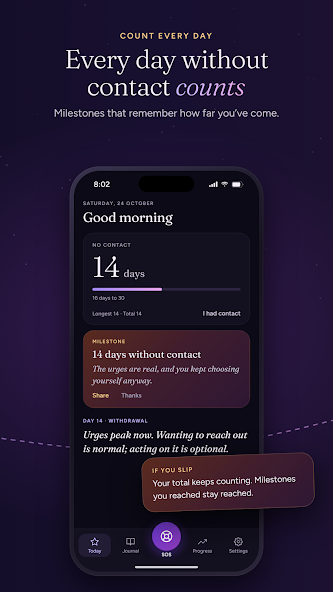 COUNT EVERY DAY
Every day without
contact counts
Milestones that remember how far you've come.
8:02
SATURDAY, 24 OCTOBER
Good morning
NO CONTACT
14 days
16 days to 30
Longest 14 · Total 14
I had contact
MILESTONE
14 days without contact
The urges are real, and you kept choosing
yourself anyway.
Share
Thanks
DAY 14 · WITHDRAWAL
Urges peak now. Wanting to reach out
is normal; acting on it is optional.
IF YOU SLIP
Your total keeps counting. Milestones
you reached stay reached.
Today
Journal
SOS
Progress
Settings